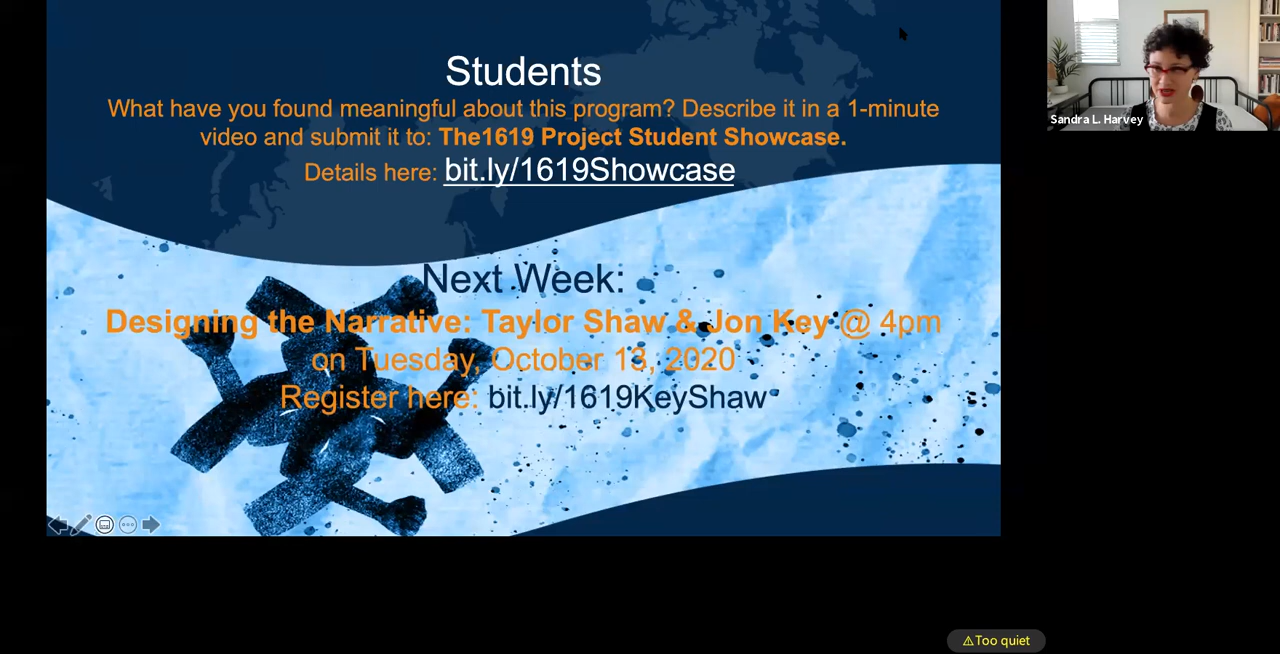 Students
What have you found meaningful about this program? Describe it in a 1-minute
video and submit it to: The1619 Project Student Showcase.
Details here: bit.ly/1619Showcase
Next Week:
Designing the Narrative: Taylor Shaw & Jon Key @ 4pm
on Tuesday, October 13, 2020
Register here: bit.ly/1619KeyShaw
Sandra L. Harvey
⚠Too quiet